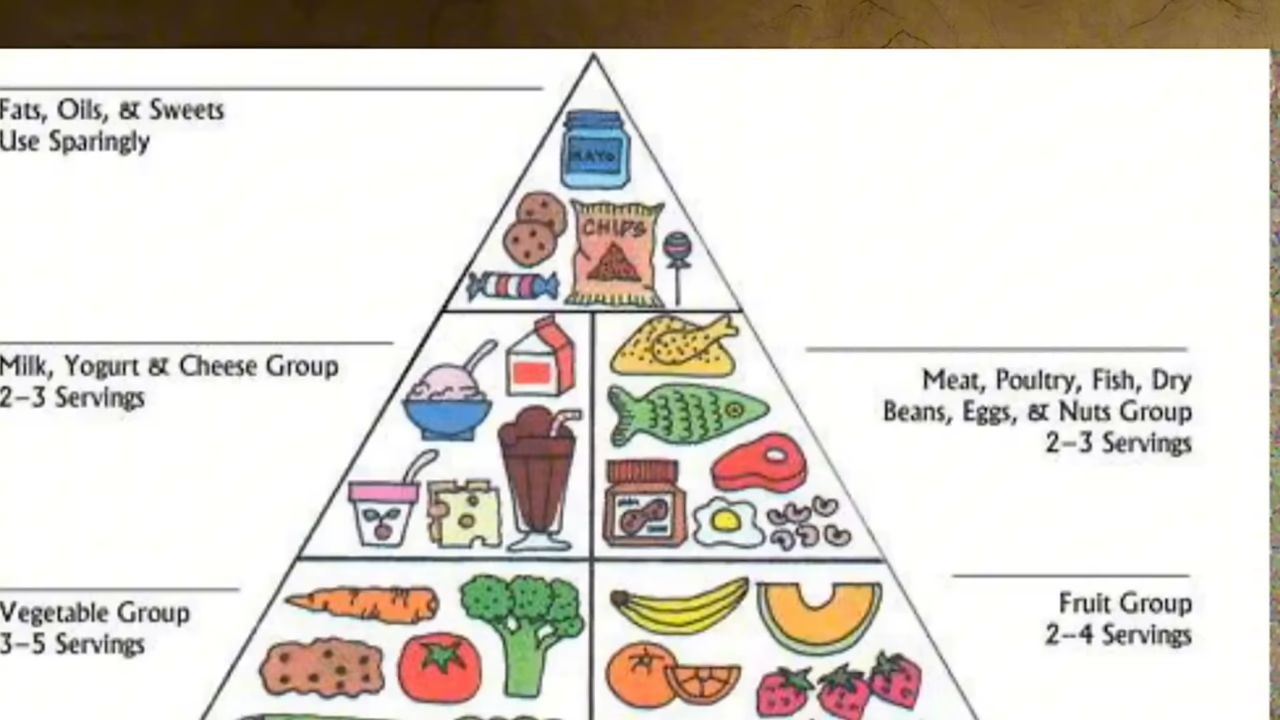 Fats, Oils, & Sweets
Use Sparingly
MAYO
CHIPS
Milk, Yogurt & Cheese Group
2–3 Servings
Meat, Poultry, Fish, Dry
Beans, Eggs, & Nuts Group
2–3 Servings
Vegetable Group
3–5 Servings
Fruit Group
2–4 Servings